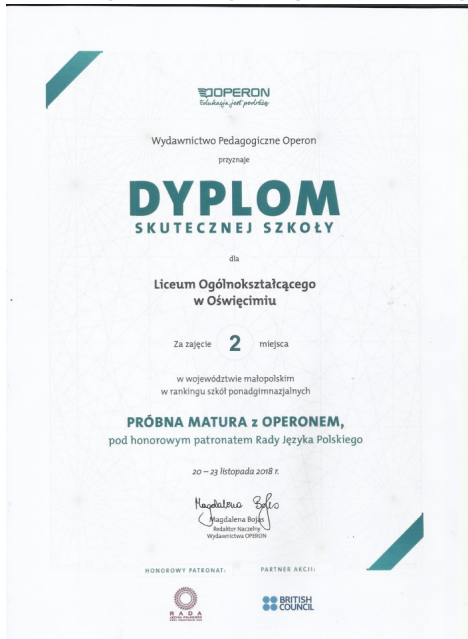 OPERON
Edukacja jest podróżą
Wydawnictwo Pedagogiczne Operon
przyznaje
DYPLOM
SKUTECZNEJ SZKOŁY
dla
Liceum Ogólnokształcącego
w Oświęcimiu
Za zajęcie 2 miejsca
w województwie małopolskim
w rankingu szkół ponadgimnazjalnych
PRÓBNA MATURA z OPERONEM,
pod honorowym patronatem Rady Języka Polskiego
20 – 23 listopada 2018 r.
Magdalena Bojas
Magdalena Bojas
Redaktor Naczelny
Wydawnictwa OPERON
HONOROWY PATRONAT: PARTNER AKCJI:
RADA
BRITISH
COUNCIL